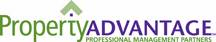 PropertyADVANTAGE
PROFESSIONAL MANAGEMENT PARTNERS